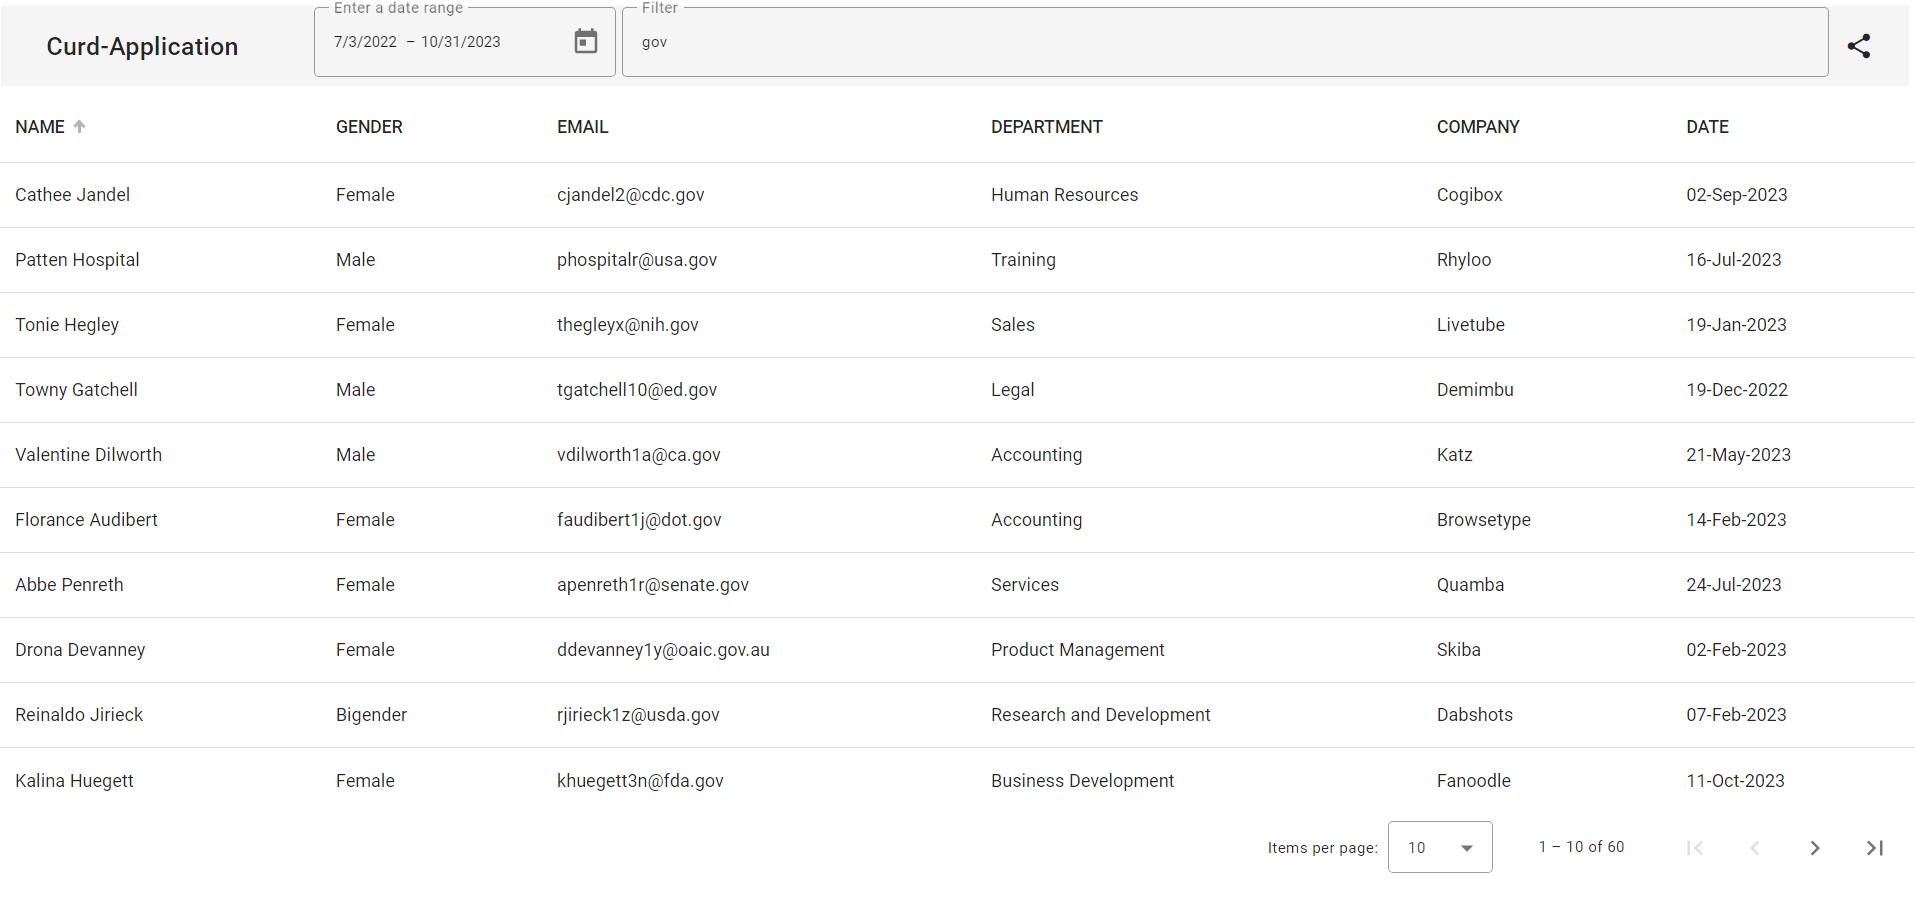 Enter a date range Filter
Curd-Application 7/3/2022 – 10/31/2023 gov
NAME GENDER EMAIL DEPARTMENT COMPANY DATE
Cathee Jandel Female cjandel2@cdc.gov Human Resources Cogibox 02-Sep-2023
Patten Hospital Male phospitalr@usa.gov Training Rhyloo 16-Jul-2023
Tonie Hegley Female thegleyx@nih.gov Sales Livetube 19-Jan-2023
Towny Gatchell Male tgatchell10@ed.gov Legal Demimbu 19-Dec-2022
Valentine Dilworth Male vdilworth1a@ca.gov Accounting Katz 21-May-2023
Florance Audibert Female faudibert1j@dot.gov Accounting Browsetype 14-Feb-2023
Abbe Penreth Female apenreth1r@senate.gov Services Quamba 24-Jul-2023
Drona Devanney Female ddevanney1y@oaic.gov.au Product Management Skiba 02-Feb-2023
Reinaldo Jirieck Bigender rjirieck1z@usda.gov Research and Development Dabshots 07-Feb-2023
Kalina Huegett Female khuegett3n@fda.gov Business Development Fanoodle 11-Oct-2023
Items per page: 10 1 – 10 of 60